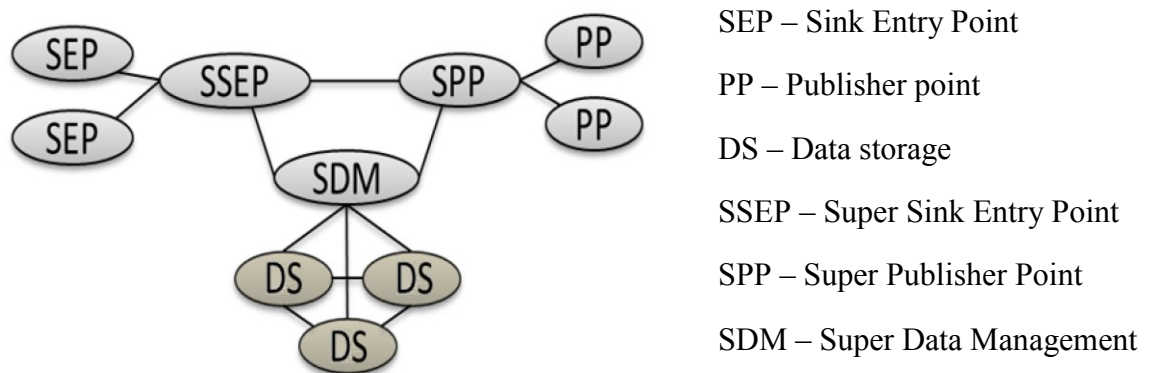 SEP
SEP
SSEP
SPP
PP
PP
SDM
DS
DS
DS
SEP – Sink Entry Point
PP – Publisher point
DS – Data storage
SSEP – Super Sink Entry Point
SPP – Super Publisher Point
SDM – Super Data Management